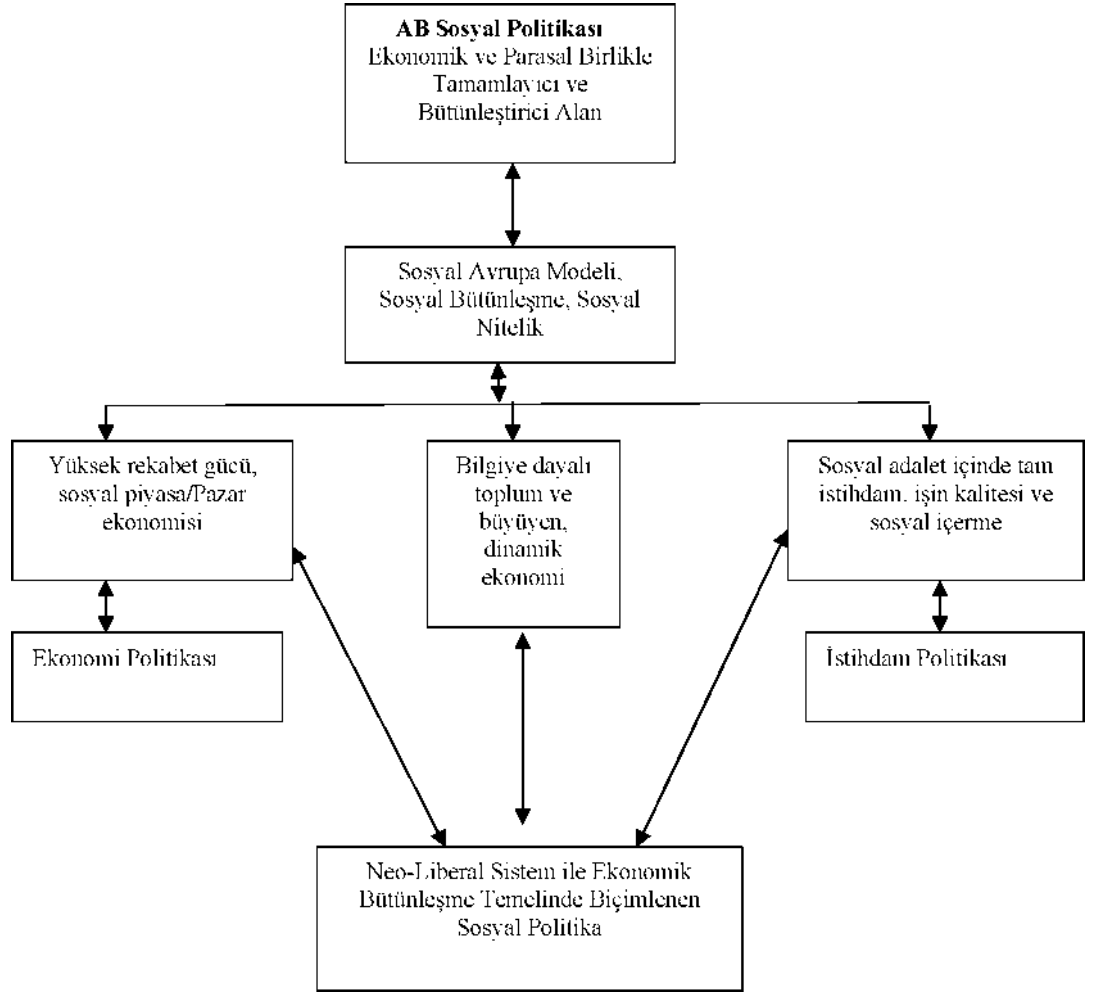 AB Sosyal Politikası
Ekonomik ve Parasal Birlikle
Tamamlayıcı ve
Bütünleştirici Alan
Sosyal Avrupa Modeli,
Sosyal Bütünleşme, Sosyal
Nitelik
Yüksek rekabet gücü,
sosyal piyasa/Pazar
ekonomisi
Bilgiye dayalı
toplum ve
büyüyen,
dinamik
ekonomi
Sosyal adalet içinde tam
istihdam. işin kalitesi ve
sosyal içerme
Ekonomi Politikası
İstihdam Politikası
Neo-Liberal Sistem ile Ekonomik
Bütünleşme Temelinde Biçimlenen
Sosyal Politika